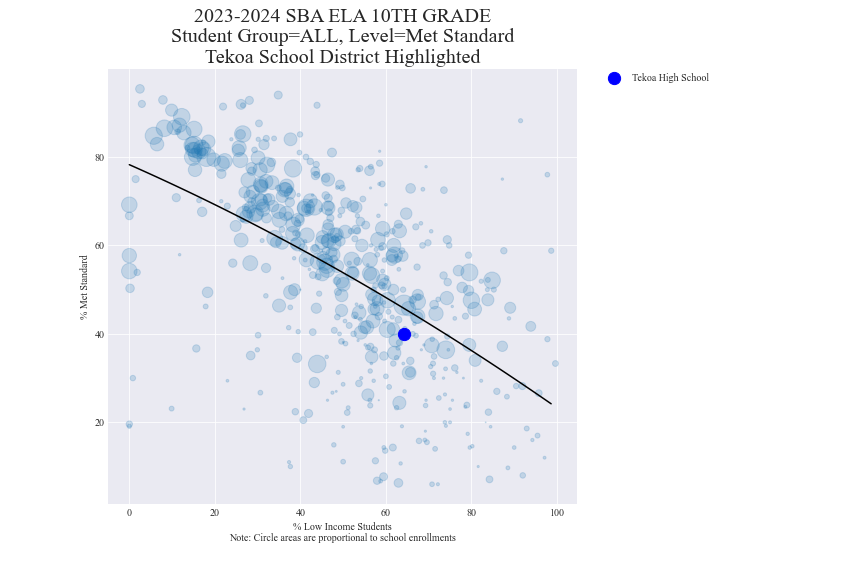 2023-2024 SBA ELA 10TH GRADE
Student Group=ALL, Level=Met Standard
Tekoa School District Highlighted
Tekoa High School
% Met Standard
80
60
40
20
0 20 40 60 80 100
% Low Income Students
Note: Circle areas are proportional to school enrollments